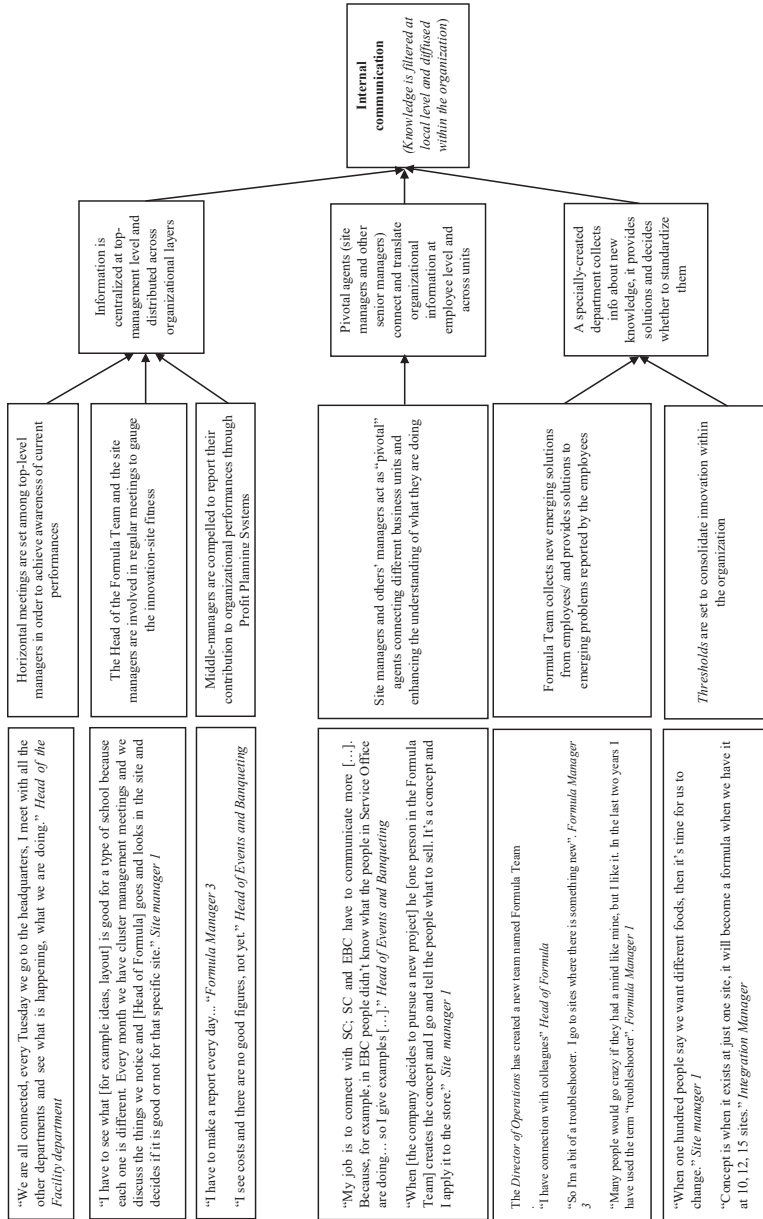 “We are all connected, every Tuesday we go to the headquarters, I meet with all the
other departments and see what is happening, what we are doing.” Head of the
Facility department
“I have to see what [for example ideas, layout] is good for a type of school because
each one is different. Every month we have cluster management meetings and we
discuss the things we notice and [Head of Formula] goes and looks in the site and
decides if it is good or not for that specific site.” Site manager 1
“I have to make a report every day... “Formula Manager 3
“I see costs and there are no good figures, not yet.” Head of Events and Banqueting
“My job is to connect with SC; SC and EBC have to communicate more [...].
Because, for example, in EBC people didn’t know what the people in Service Office
are doing... so I give examples [...].” Head of Events and Banqueting
“When [the company decides to pursue a new project] he [one person in the Formula
Team] creates the concept and I go and tell the people what to sell. It’s a concept and
I apply it to the store.” Site manager 1
The Director of Operations has created a new team named Formula Team
“I have connection with colleagues” Head of Formula
“So I'm a bit of a troubleshooter. I go to sites where there is something new”. Formula Manager
3
“Many people would go crazy if they had a mind like mine, but I like it. In the last two years I
have used the term “troubleshooter”. Formula Manager 1
“When one hundred people say we want different foods, then it’s time for us to
change.” Site manager 1
“Concept is when it exists at just one site, it will become a formula when we have it
at 10, 12, 15 sites.” Integration Manager
Horizontal meetings are set among top-level
managers in order to achieve awareness of current
performances
The Head of the Formula Team and the site
managers are involved in regular meetings to gauge
the innovation-site fitness
Middle-managers are compelled to report their
contribution to organizational performances through
Profit Planning Systems
Site managers and others’ managers act as “pivotal”
agents connecting different business units and
enhancing the understanding of what they are doing
Formula Team collects new emerging solutions
from employees/ and provides solutions to
emerging problems reported by the employees
Thresholds are set to consolidate innovation within
the organization
Information is
centralized at top-
management level and
distributed across
organizational layers
Pivotal agents (site
managers and other
senior managers)
connect and translate
organizational
information at
employee level and
across units
A specially-created
department collects
info about new
knowledge, it provides
solutions and decides
whether to standardize
them
Internal
communication
(Knowledge is filtered at
local level and diffused
within the organization)